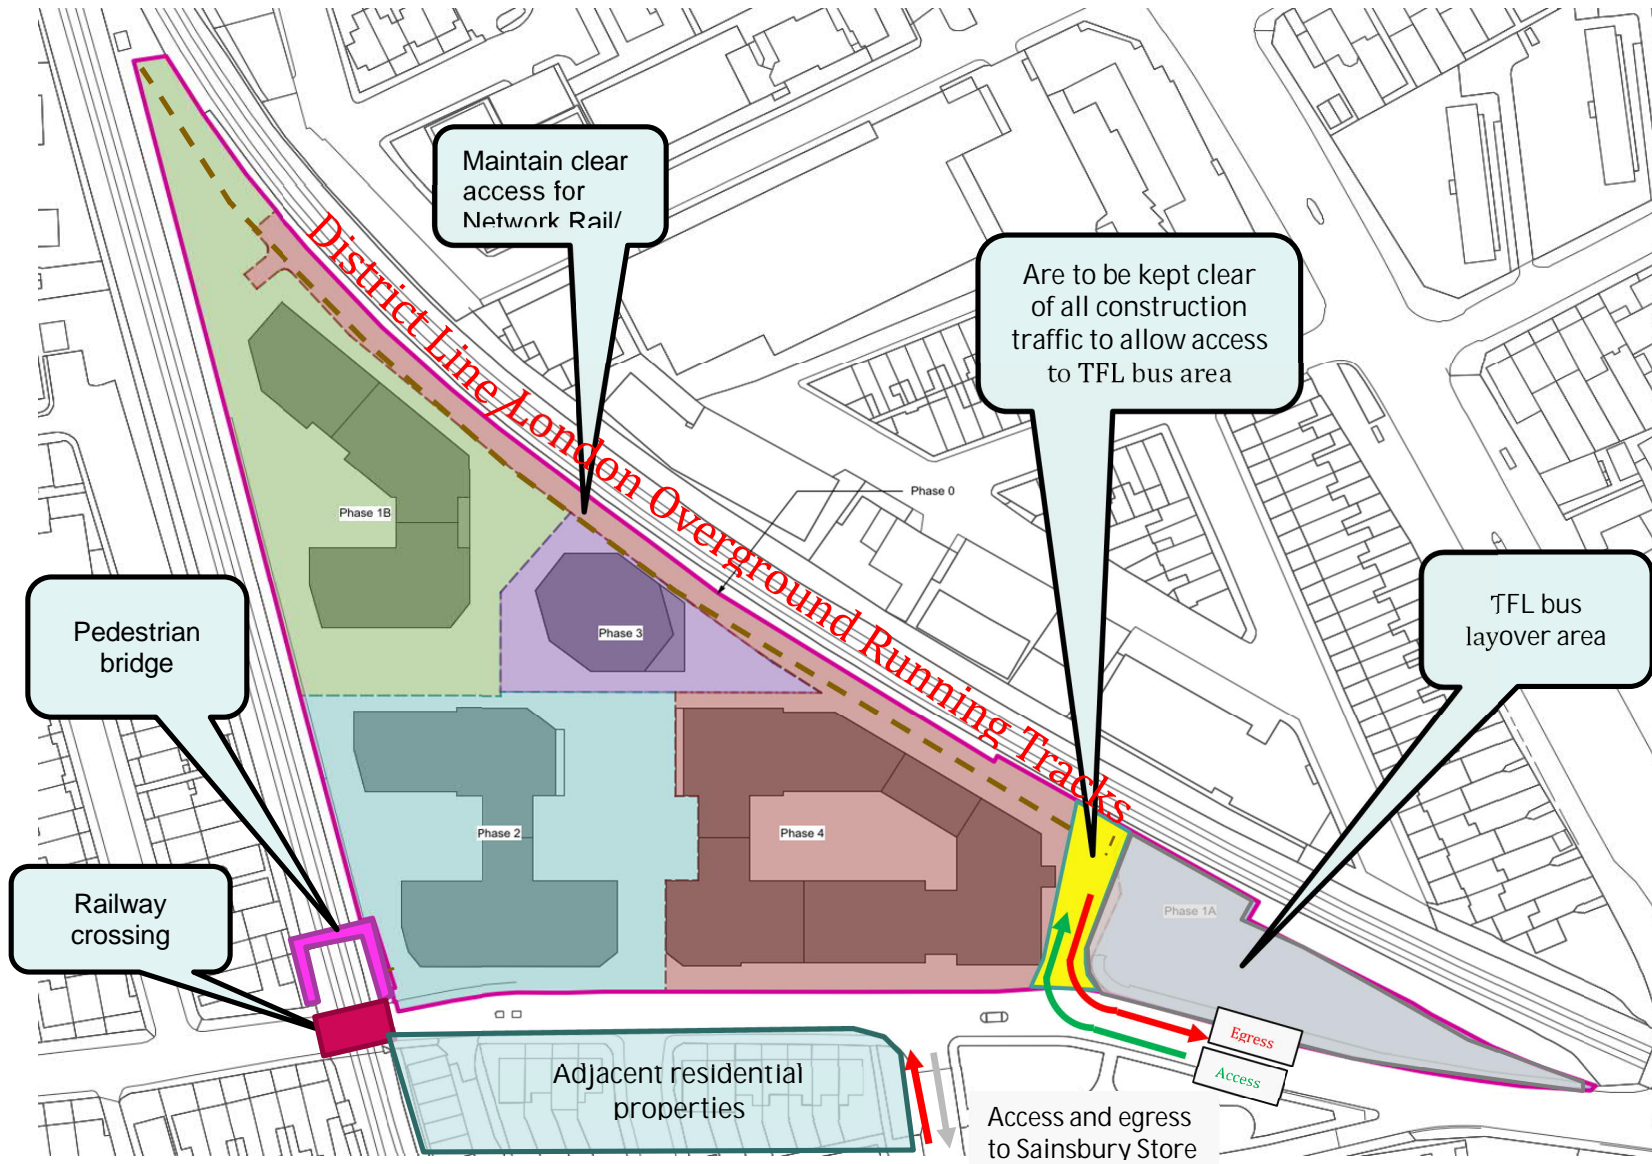 Maintain clear
access for
Network Rail/
Are to be kept clear
of all construction
traffic to allow access
to TFL bus area
District Line/London Overground Running Tracks
Phase 0
Phase 1B
Phase 3
TFL bus
layover area
Pedestrian
bridge
Phase 2
Phase 4
Railway
crossing
Phase 1A
Egress
Access
Adjacent residential
properties
Access and egress
to Sainsbury Store